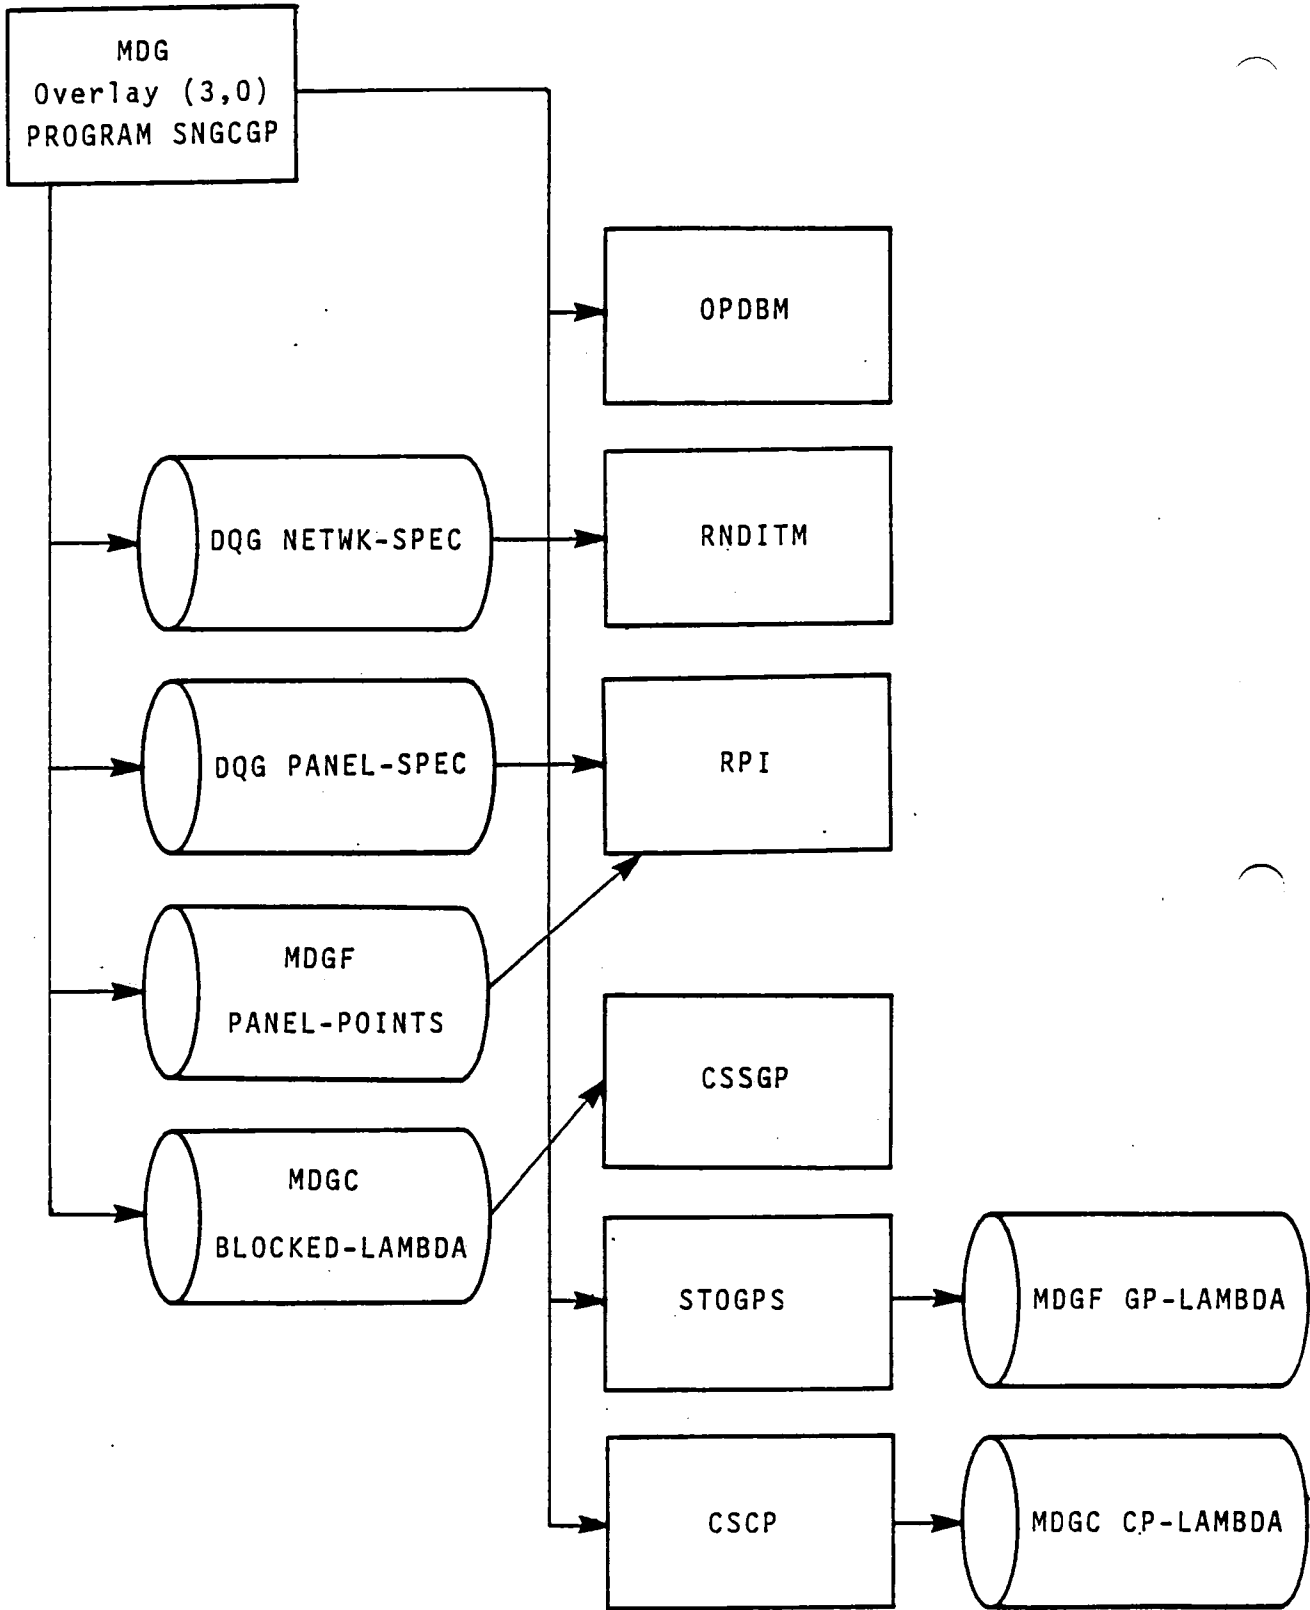 MDG
Overlay (3,0)
PROGRAM SNGCGP
OPDBM
DQG NETWK-SPEC
RNDITM
DQG PANEL-SPEC
RPI
MDGF
PANEL-POINTS
CSSGP
MDGC
BLOCKED-LAMBDA
STOGPS
MDGF GP-LAMBDA
CSCP
MDGC CP-LAMBDA